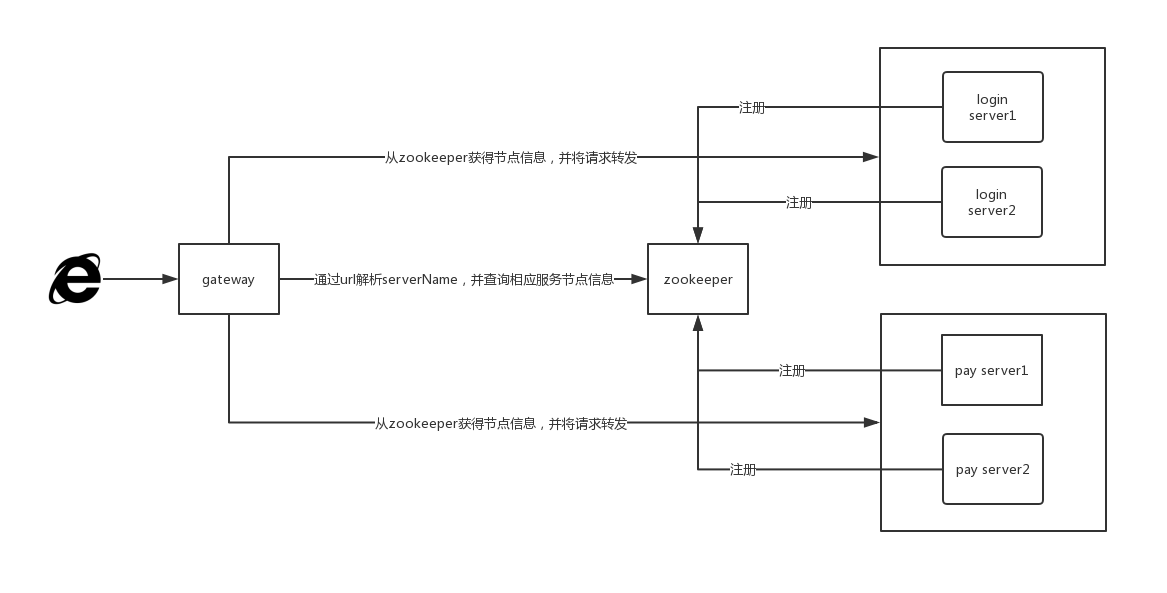 login
server1
注册
从zookeeper获得节点信息，并将请求转发
login
server2
注册
gateway
通过url解析serverName，并查询相应服务节点信息
zookeeper
pay server1
注册
从zookeeper获得节点信息，并将请求转发
pay server2
注册